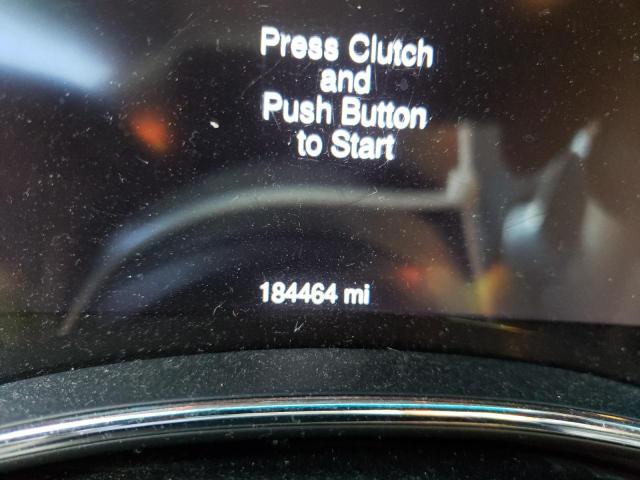 Press Clutch
and
Push Button
to Start
184464 mi